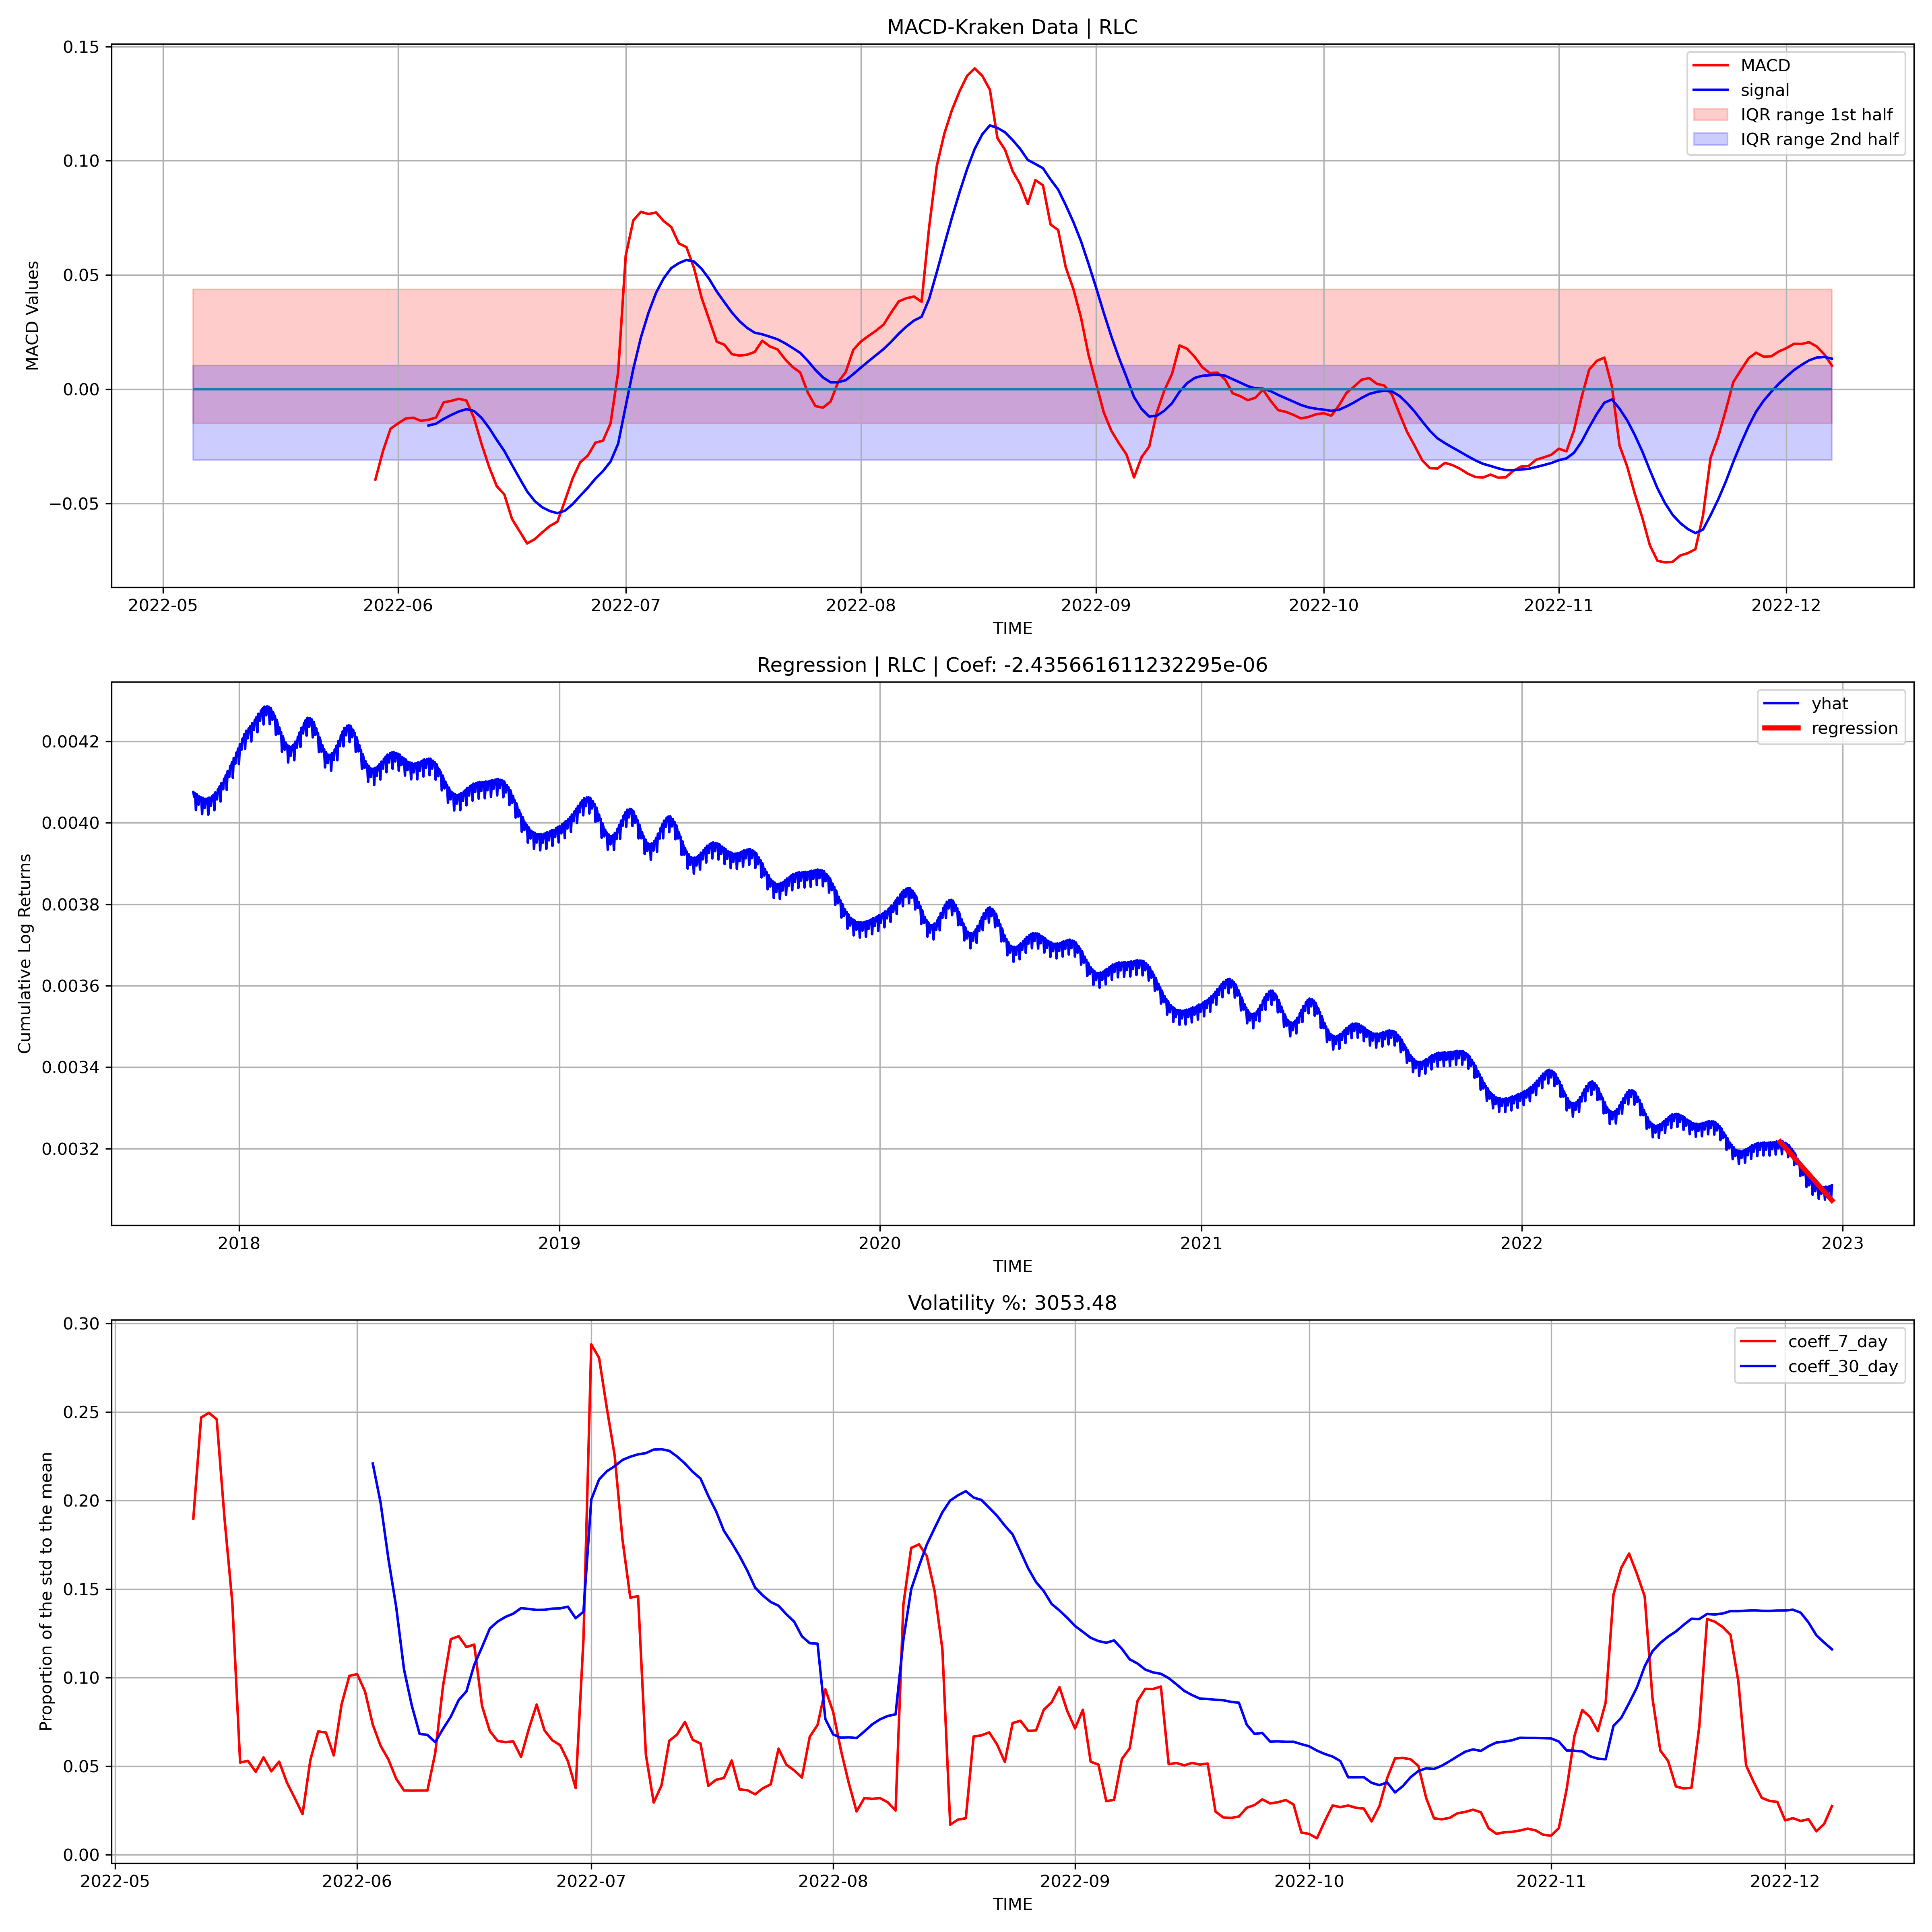 MACD-Kraken Data | RLC
MACD Values
0.15
0.10
0.05
0.00
−0.05
MACD
signal
IQR range 1st half
IQR range 2nd half
2022-05
2022-06
2022-07
2022-08
2022-09
2022-10
2022-11
2022-12
TIME
Regression | RLC | Coef: -2.435661611232295e-06
Cumulative Log Returns
0.0042
0.0040
0.0038
0.0036
0.0034
0.0032
yhat
regression
2018
2019
2020
2021
2022
2023
TIME
Volatility %: 3053.48
Proportion of the std to the mean
0.30
0.25
0.20
0.15
0.10
0.05
0.00
coeff_7_day
coeff_30_day
2022-05
2022-06
2022-07
2022-08
2022-09
2022-10
2022-11
2022-12
TIME